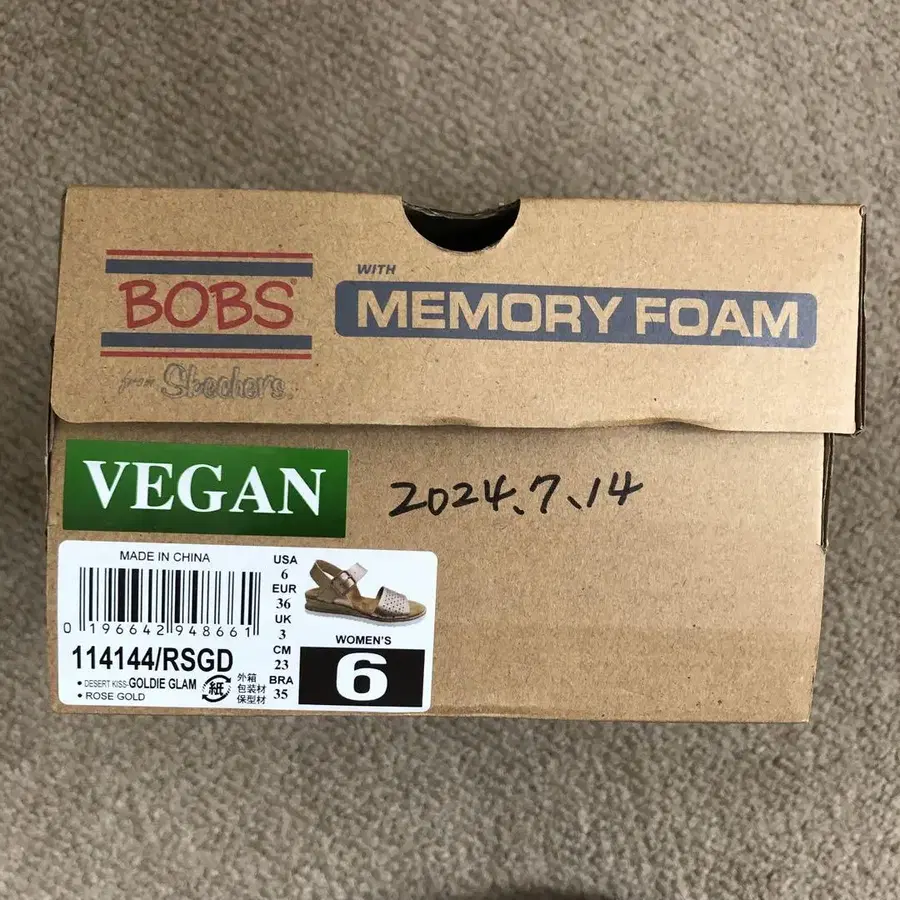 BOBS®
from Skechers®
WITH
MEMORY FOAM
VEGAN
2024.7.14
MADE IN CHINA
0 196642 948661
114144/RSGD
• DESERT KISS-GOLDIE GLAM
• ROSE GOLD
紙
外箱
包装材
保型材
USA
6
EUR
36
UK
3
CM
23
BRA
35
WOMEN'S
6